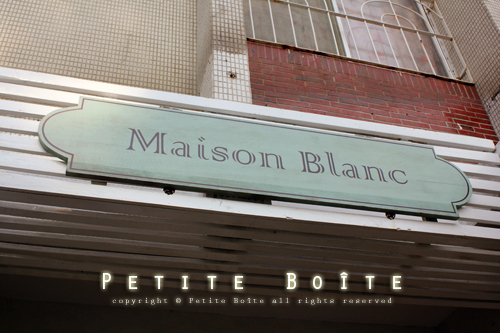 Maison Blanc
PETITE BOÎTE
copyright © Petite Boîte all rights reserved